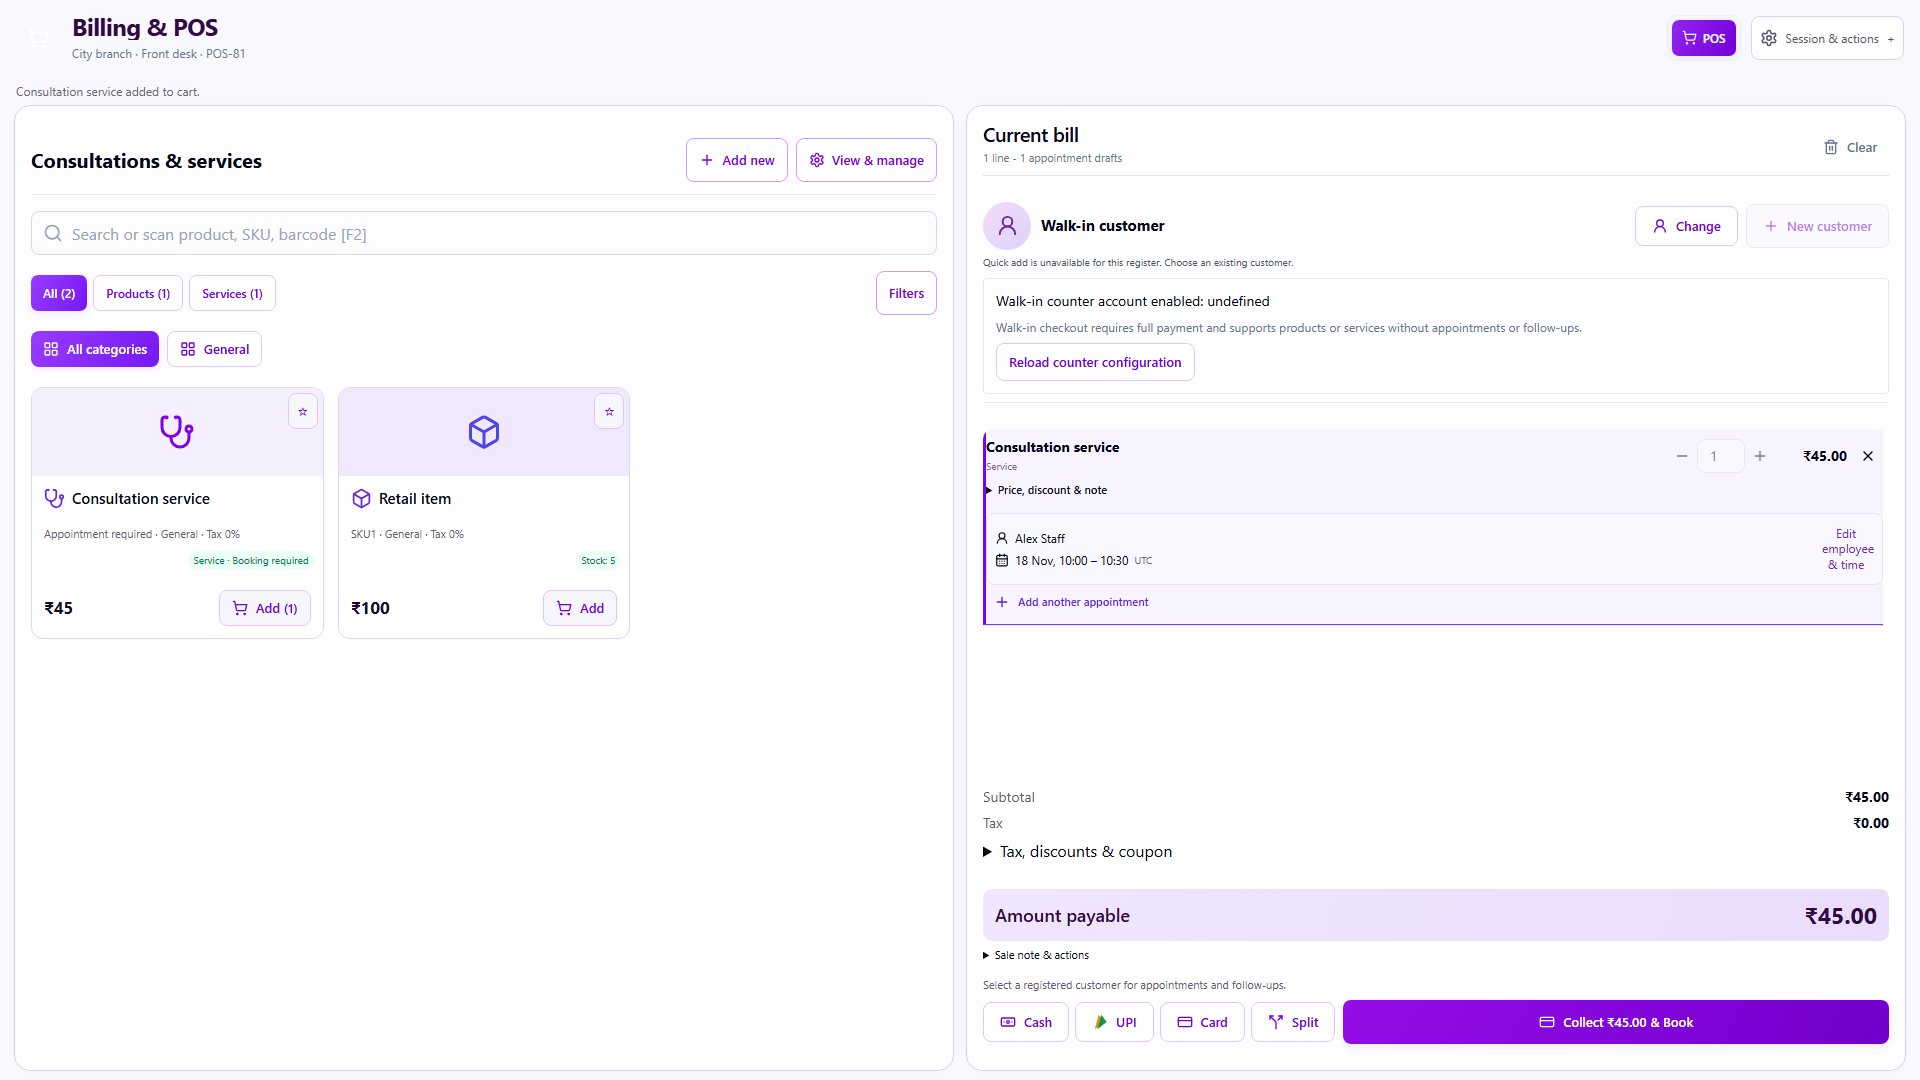 Billing & POS
City branch · Front desk · POS-81
POS
Session & actions +
Consultation service added to cart.
Consultations & services
Add new
View & manage
Search or scan product, SKU, barcode [F2]
All (2)
Products (1)
Services (1)
Filters
All categories
General
Consultation service
Appointment required · General · Tax 0%
Service · Booking required
₹45
Add (1)
Retail item
SKU1 · General · Tax 0%
Stock: 5
₹100
Add
Current bill
1 line - 1 appointment drafts
Clear
Walk-in customer
Change
New customer
Quick add is unavailable for this register. Choose an existing customer.
Walk-in counter account enabled: undefined
Walk-in checkout requires full payment and supports products or services without appointments or follow-ups.
Reload counter configuration
Consultation service
Service
1
₹45.00
Price, discount & note
Alex Staff
18 Nov, 10:00 – 10:30 UTC
Edit
employee
& time
Add another appointment
Subtotal
₹45.00
Tax
₹0.00
Tax, discounts & coupon
Amount payable
₹45.00
Sale note & actions
Select a registered customer for appointments and follow-ups.
Cash
UPI
Card
Split
Collect ₹45.00 & Book